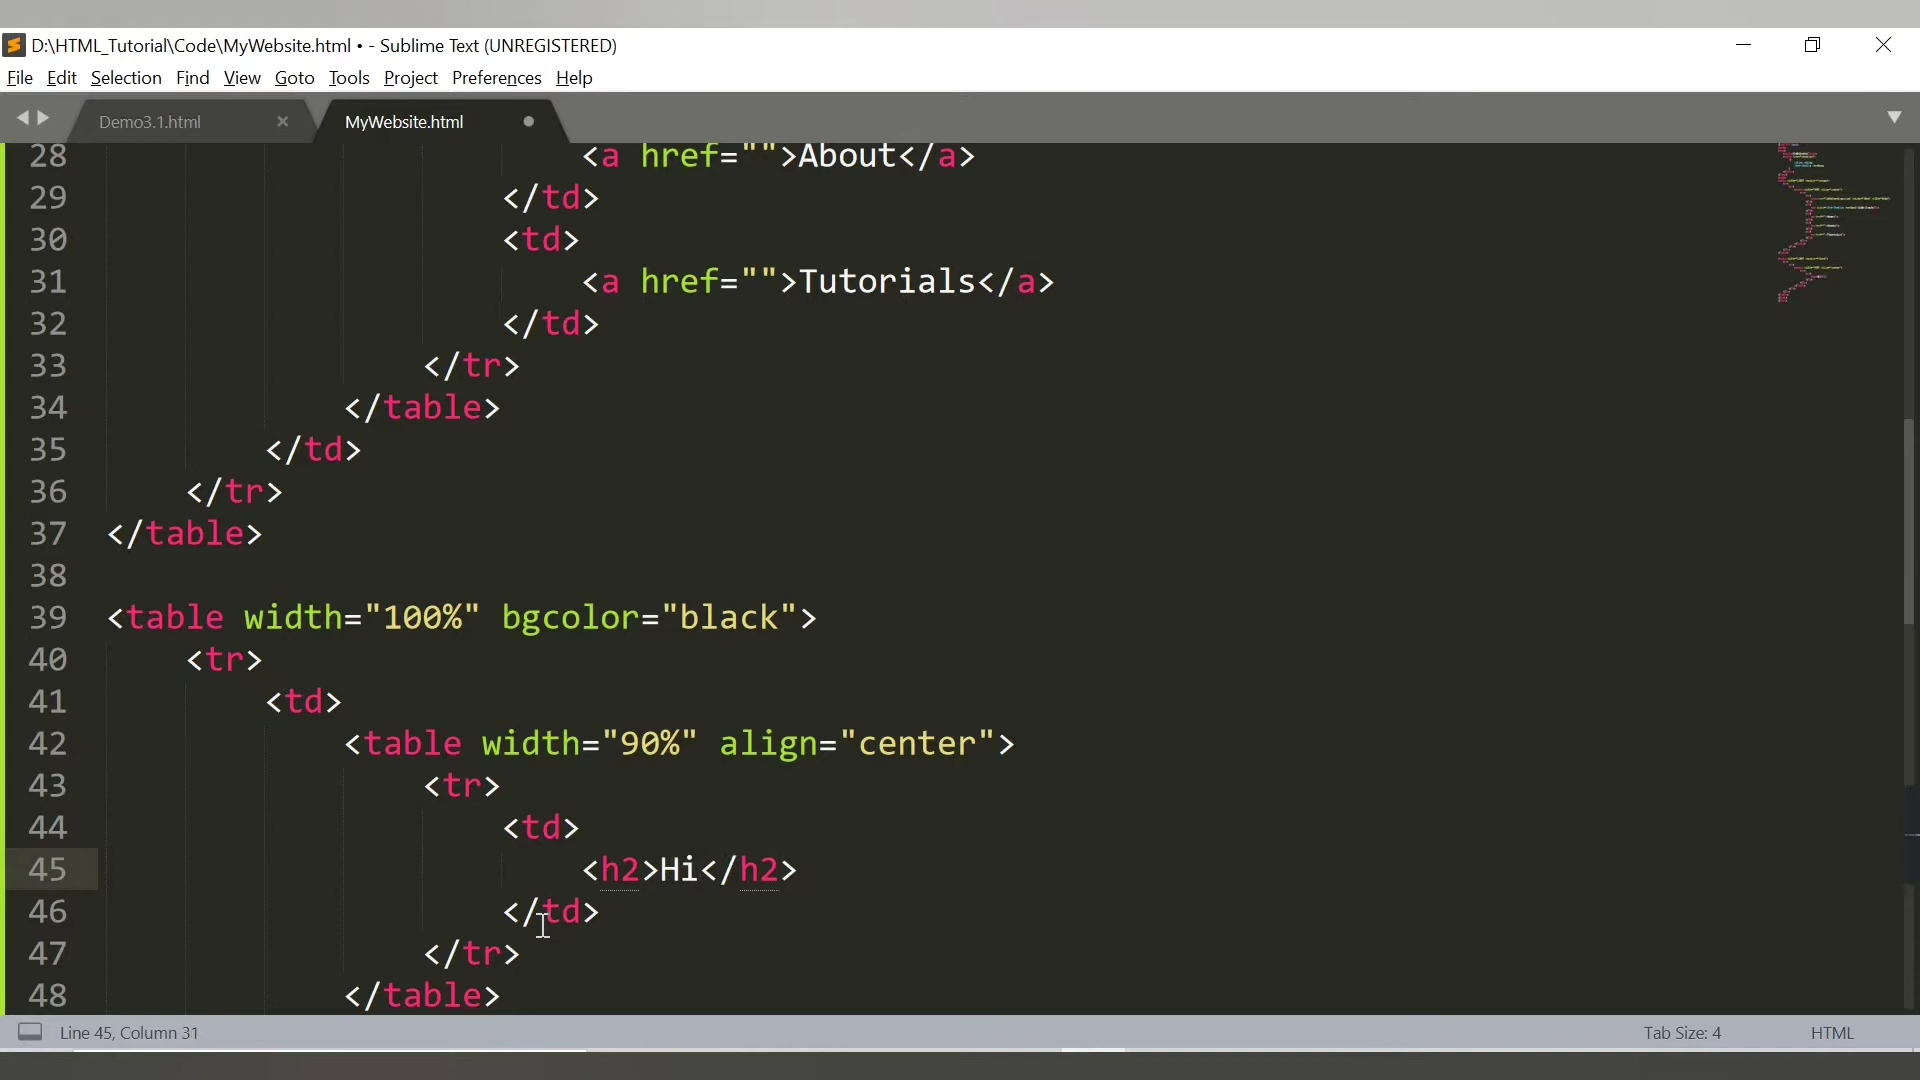 D:\HTML_Tutorial\Code\MyWebsite.html • - Sublime Text (UNREGISTERED)
File Edit Selection Find View Goto Tools Project Preferences Help
Demo3.1.html MyWebsite.html
28 <a href="">About</a>
29 </td>
30 <td>
31 <a href="">Tutorials</a>
32 </td>
33 </tr>
34 </table>
35 </td>
36 </tr>
37 </table>
38
39 <table width="100%" bgcolor="black">
40 <tr>
41 <td>
42 <table width="90%" align="center">
43 <tr>
44 <td>
45 <h2>Hi</h2>
46 </td>
47 </tr>
48 </table>
Line 45, Column 31 Tab Size: 4 HTML